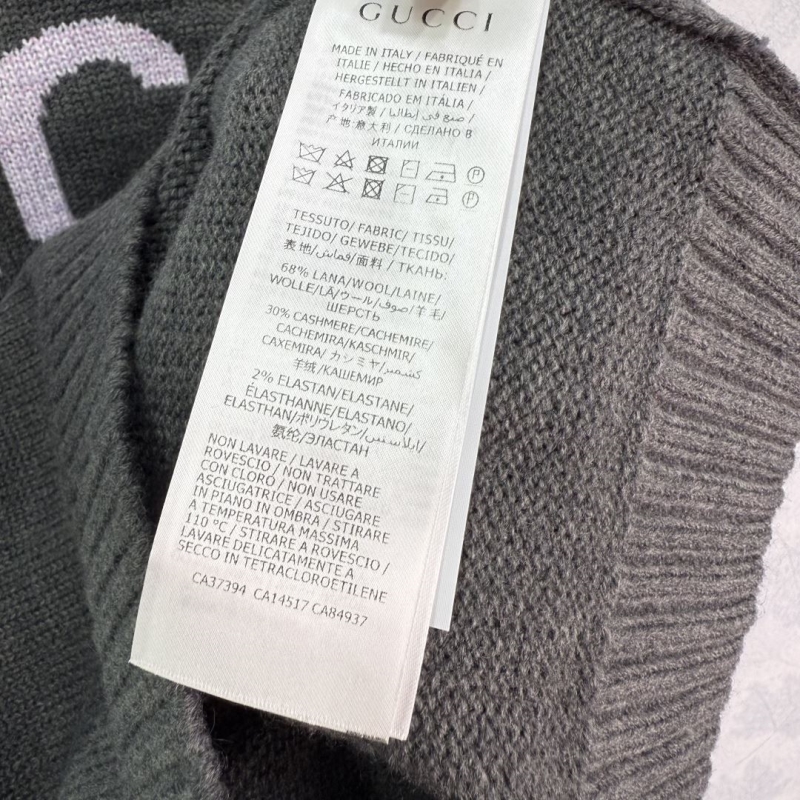 GUCCI
MADE IN ITALY / FABRIQUÉ EN
ITALIE / HECHO EN ITALIA /
HERGESTELLT IN ITALIEN /
FABRICADO EM ITÁLIA /
イタリア製 / صنع في إيطاليا /
产地:意大利 / СДЕЛАНО В
ИТАЛИИ
P
P
TESSUTO/ FABRIC/ TISSU/
TEJIDO/ GEWEBE/TECIDO/
表地/قماش/面料 / ТКАНЬ:
68% LANA/WOOL/LAINE/
WOLLE/LÃ/ウール/صوف/羊毛/
ШЕРСТЬ
30% CASHMERE/CACHEMIRE/
CACHEMIRA/KASCHMIR/
CAXEMIRA/ カシミヤ/كشمير/
羊绒/КАШЕМИР
2% ELASTAN/ELASTANE/
ÉLASTHANNE/ELASTANO/
ELASTHAN/ポリウレタン/إيلاستين/
氨纶/ЭЛАСТАН
NON LAVARE / LAVARE A
ROVESCIO / NON TRATTARE
CON CLORO / NON USARE
ASCIUGATRICE / ASCIUGARE
IN PIANO IN OMBRA / STIRARE
A TEMPERATURA MASSIMA
110 °C / STIRARE A ROVESCIO /
LAVARE DELICATAMENTE A
SECCO IN TETRACLOROETILENE
CA37394 CA14517 CA84937